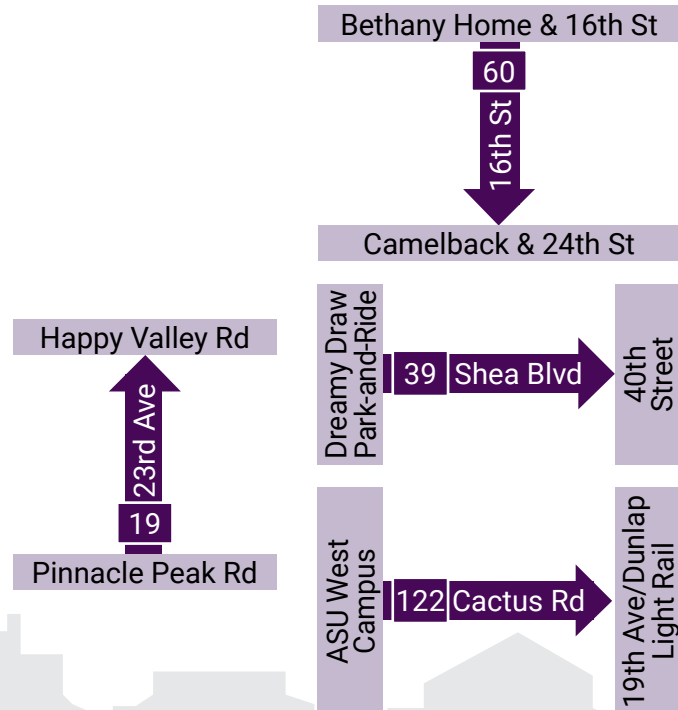 Bethany Home & 16th St
60
16th St
Camelback & 24th St
Happy Valley Rd
23rd Ave
19
Pinnacle Peak Rd
Dreamy Draw
Park-and-Ride
39
Shea Blvd
40th
Street
ASU West
Campus
122
Cactus Rd
19th Ave/Dunlap
Light Rail